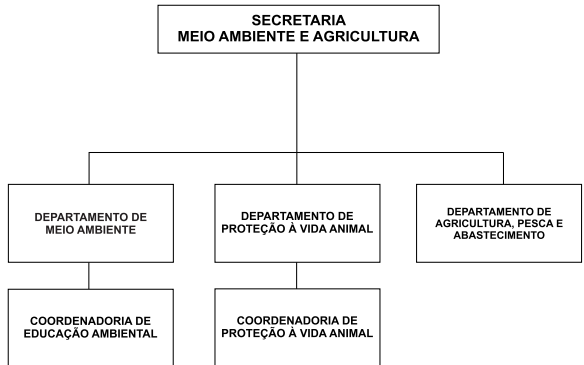 SECRETARIA
MEIO AMBIENTE E AGRICULTURA
DEPARTAMENTO DE
MEIO AMBIENTE
DEPARTAMENTO DE
PROTEÇÃO À VIDA ANIMAL
DEPARTAMENTO DE
AGRICULTURA, PESCA E
ABASTECIMENTO
COORDENADORIA DE
EDUCAÇÃO AMBIENTAL
COORDENADORIA DE
PROTEÇÃO À VIDA ANIMAL